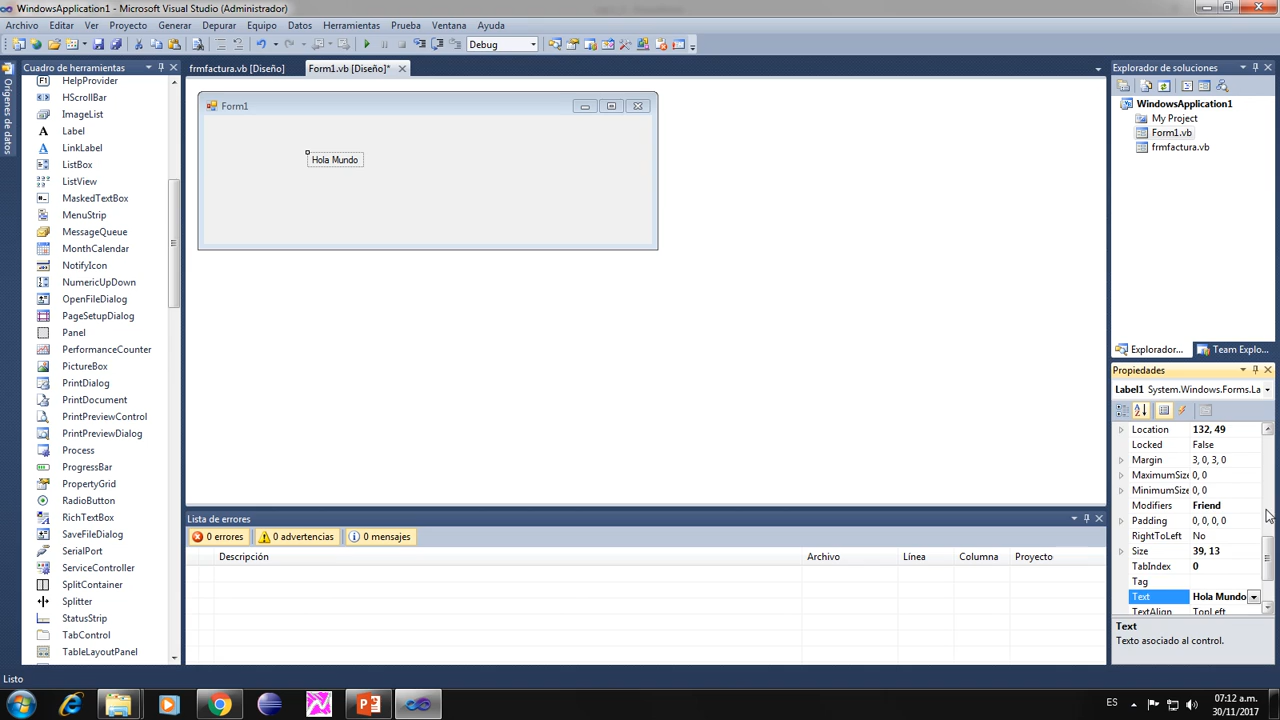 WindowsApplication1 - Microsoft Visual Studio (Administrador)
Archivo Editar Ver Proyecto Generar Depurar Equipo Datos Herramientas Prueba Ventana Ayuda
Debug
Cuadro de herramientas
HelpProvider
HScrollBar
ImageList
Label
LinkLabel
ListBox
ListView
MaskedTextBox
MenuStrip
MessageQueue
MonthCalendar
NotifyIcon
NumericUpDown
OpenFileDialog
PageSetupDialog
Panel
PerformanceCounter
PictureBox
PrintDialog
PrintDocument
PrintPreviewControl
PrintPreviewDialog
Process
ProgressBar
PropertyGrid
RadioButton
RichTextBox
SaveFileDialog
SerialPort
ServiceController
SplitContainer
Splitter
StatusStrip
TabControl
TableLayoutPanel
Orígenes de datos
frmfactura.vb [Diseño] Form1.vb [Diseño]*
Form1
Hola Mundo
Lista de errores
0 errores 0 advertencias 0 mensajes
Descripción Archivo Línea Columna Proyecto
Explorador de soluciones
WindowsApplication1
My Project
Form1.vb
frmfactura.vb
Explorador... Team Explo...
Propiedades
Label1 System.Windows.Forms.La
Location 132, 49
Locked False
Margin 3, 0, 3, 0
MaximumSize 0, 0
MinimumSize 0, 0
Modifiers Friend
Padding 0, 0, 0, 0
RightToLeft No
Size 39, 13
TabIndex 0
Tag
Text Hola Mundo
TextAlign TopLeft
Text
Texto asociado al control.
Listo
ES 07:12 a.m.
30/11/2017